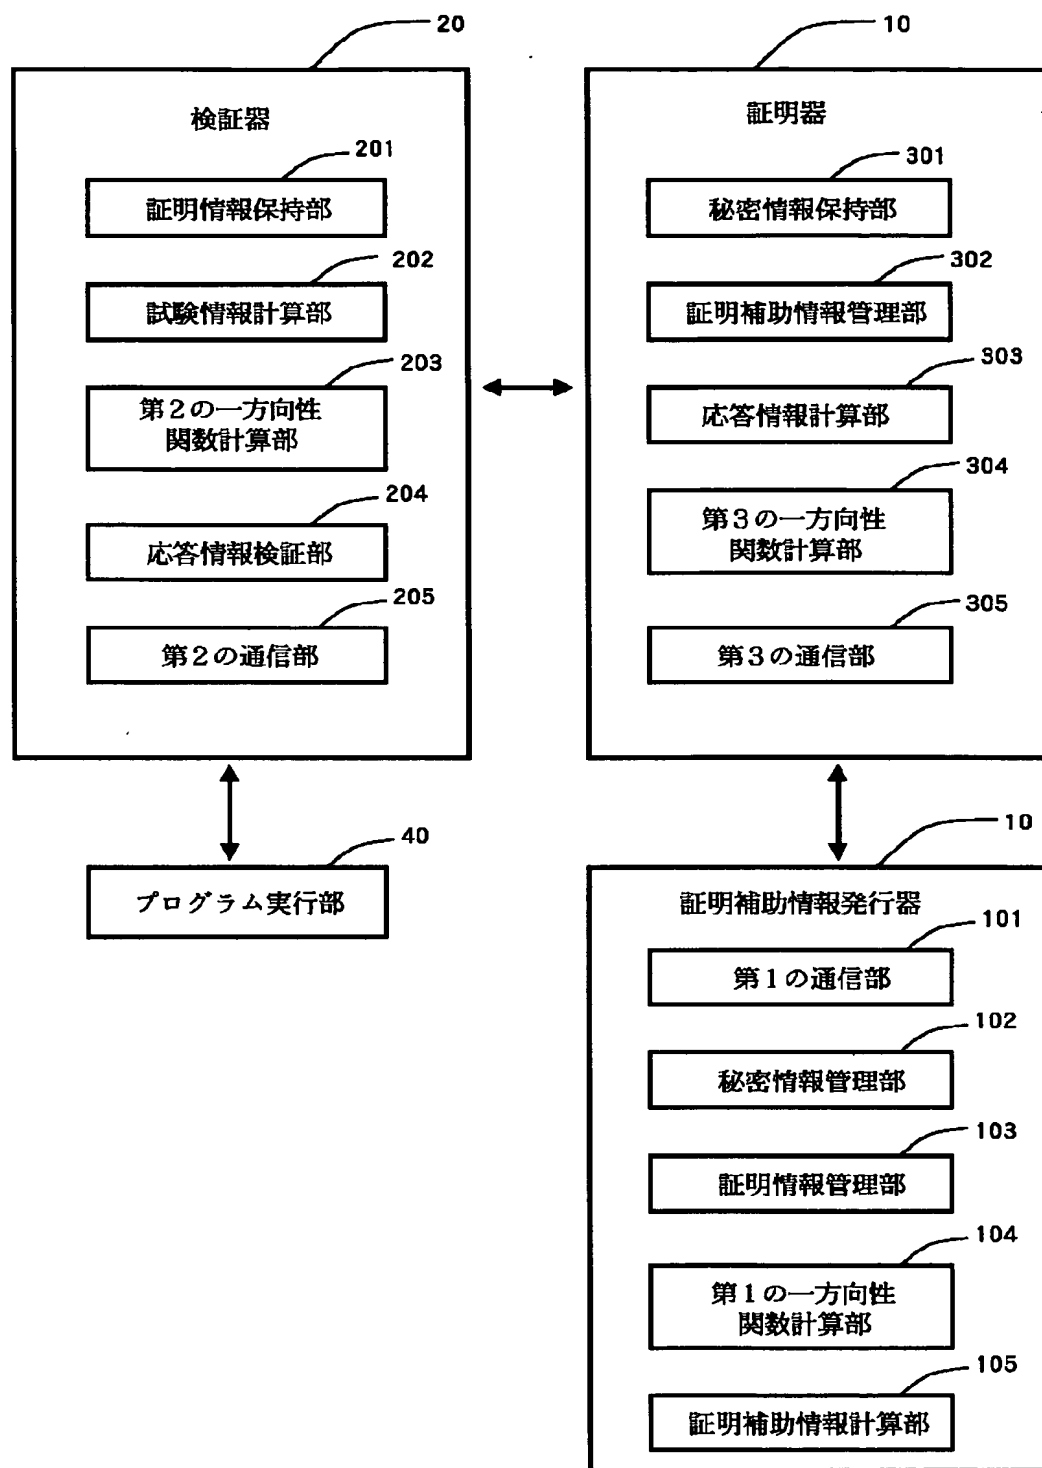 20
検証器
201
証明情報保持部
202
試験情報計算部
203
第2の一方向性
関数計算部
204
応答情報検証部
205
第2の通信部
40
プログラム実行部
10
証明器
301
秘密情報保持部
302
証明補助情報管理部
303
応答情報計算部
304
第3の一方向性
関数計算部
305
第3の通信部
10
証明補助情報発行器
101
第1の通信部
102
秘密情報管理部
103
証明情報管理部
104
第1の一方向性
関数計算部
105
証明補助情報計算部